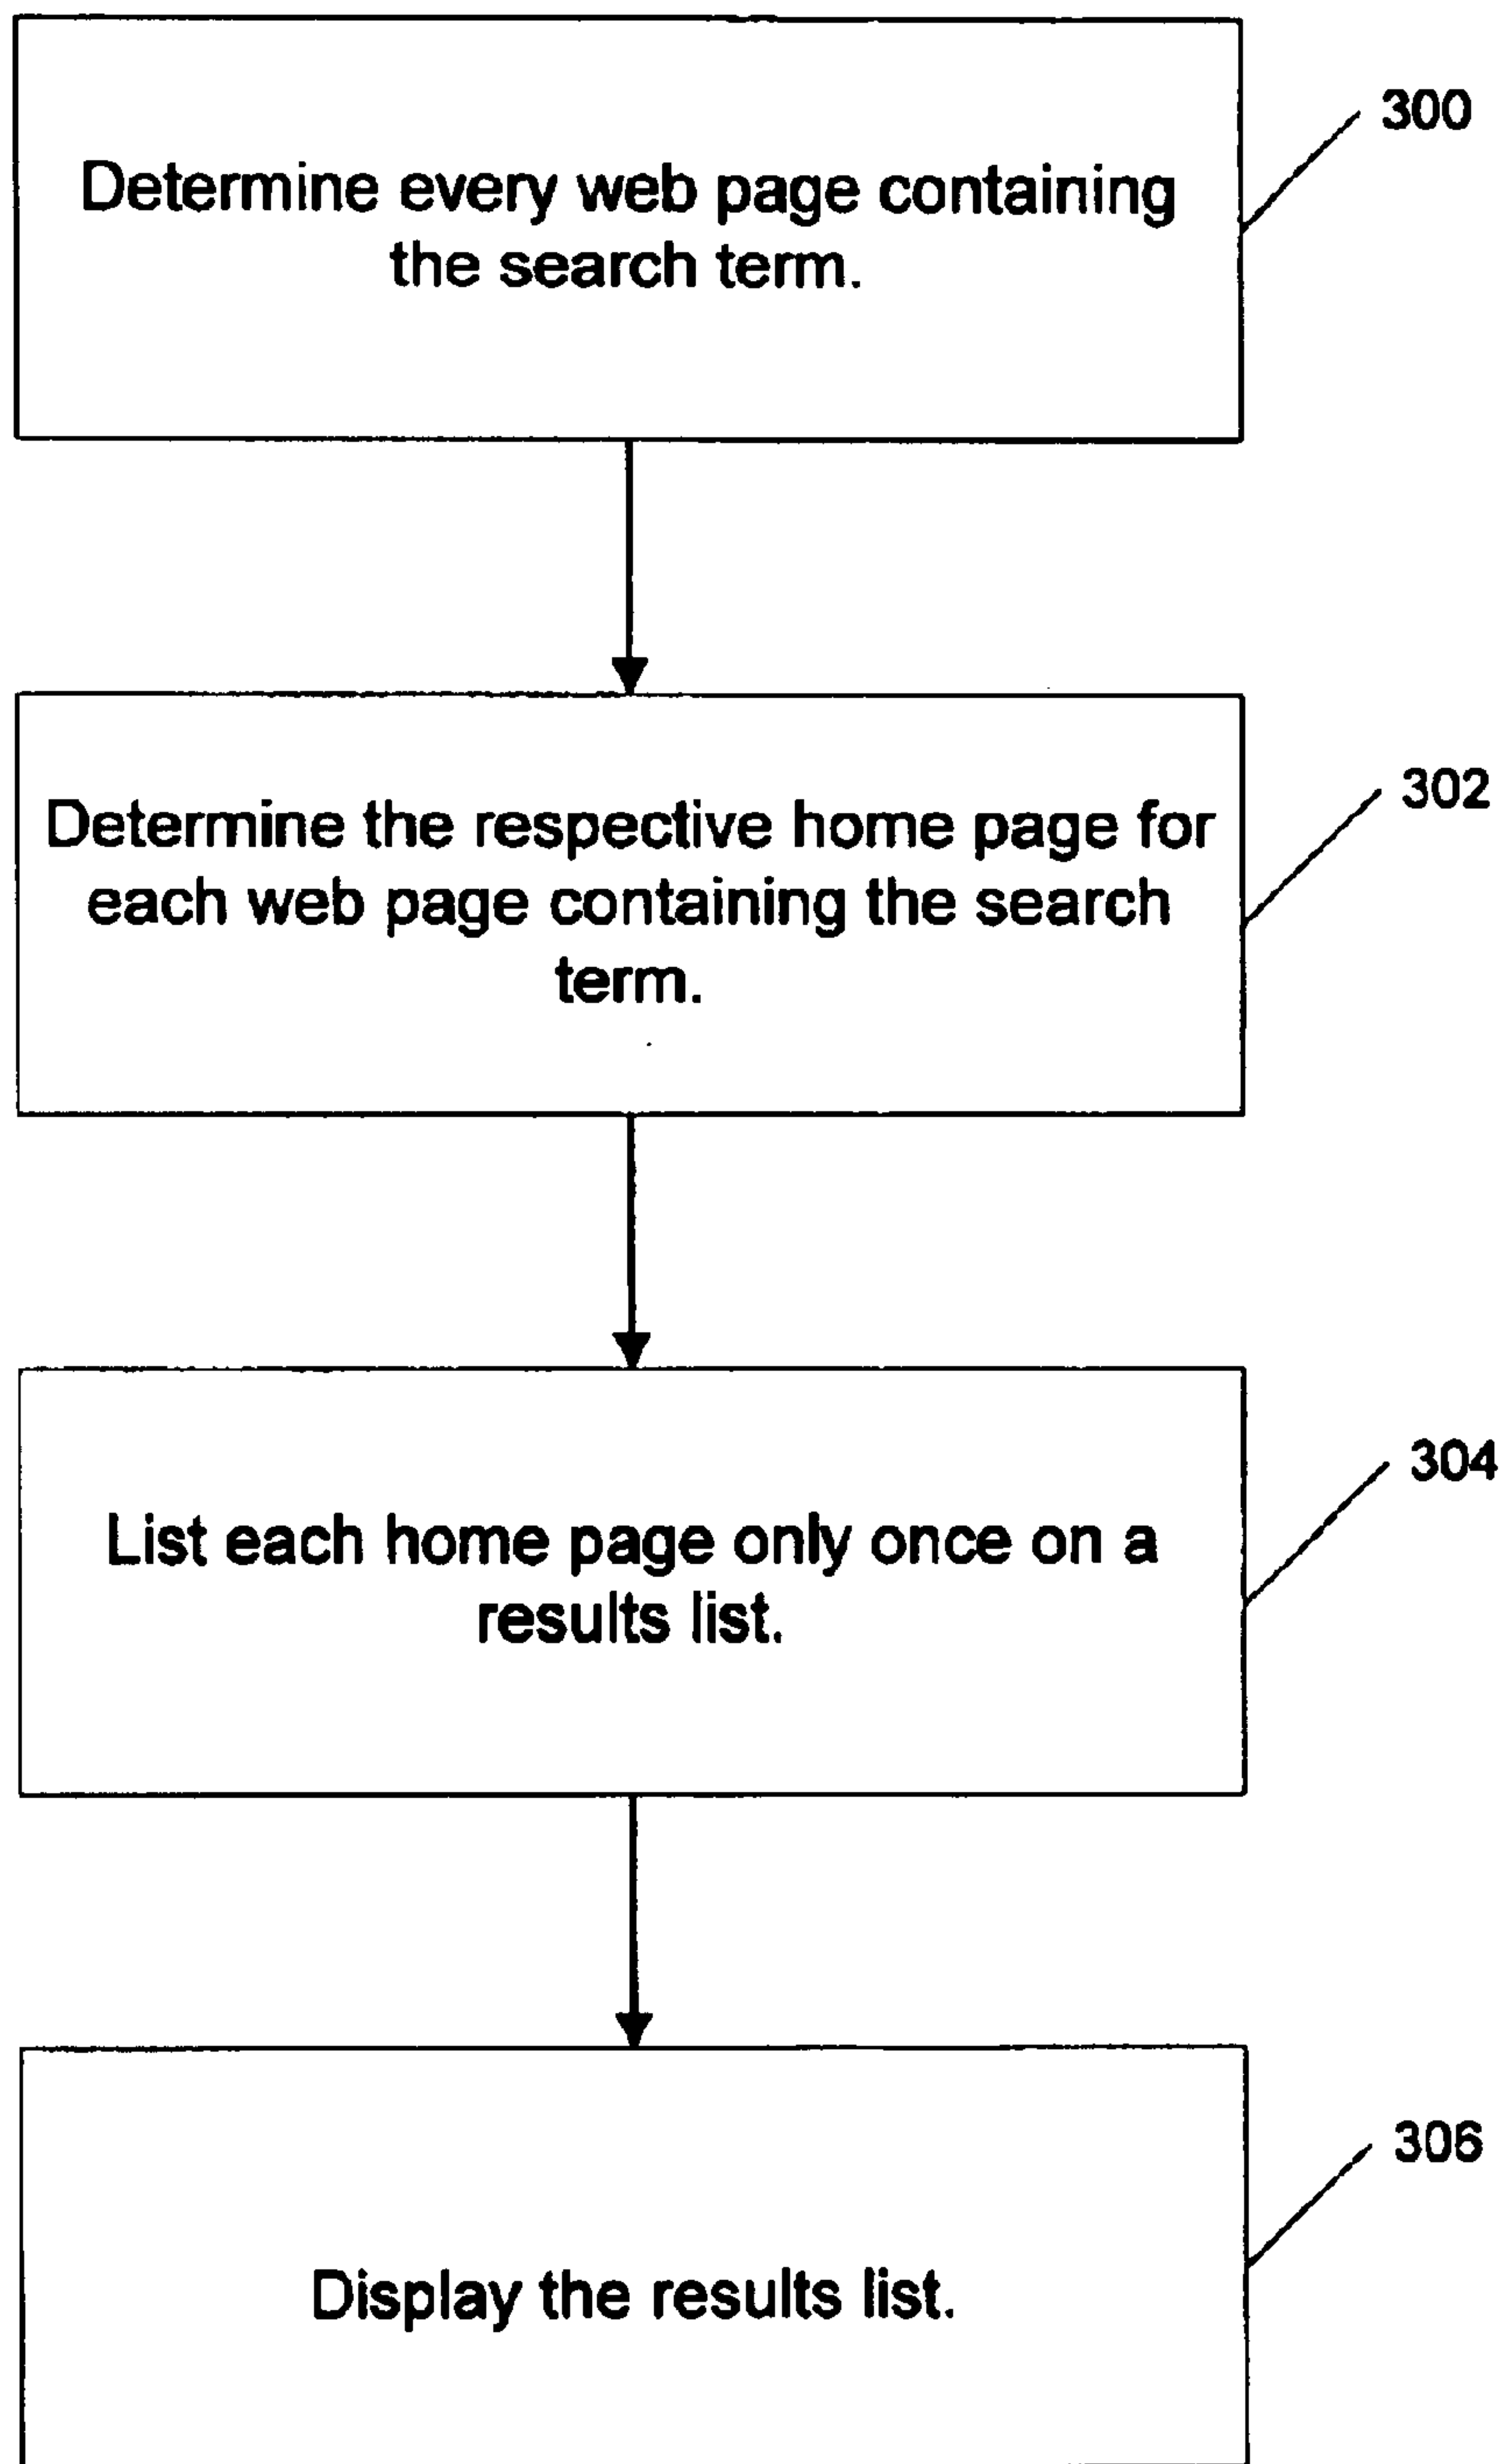 Determine every web page containing
the search term.
300
Determine the respective home page for
each web page containing the search
term.
302
List each home page only once on a
results list.
304
Display the results list.
306